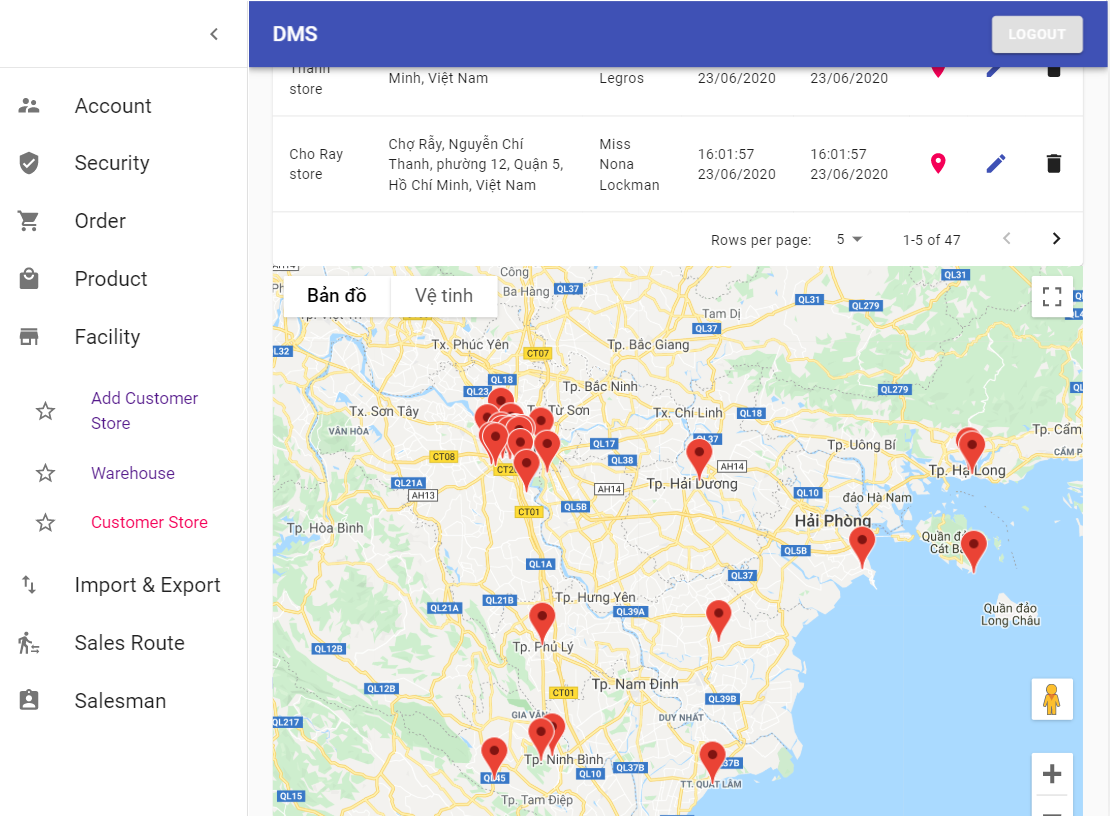 DMS
LOGOUT
Account
Security
Order
Product
Facility
Add Customer
Store
Warehouse
Customer Store
Import & Export
Sales Route
Salesman
Thanh
store
Minh, Việt Nam
Legros
23/06/2020
23/06/2020
Cho Ray
store
Chợ Rẫy, Nguyễn Chí
Thanh, phường 12, Quận 5,
Hồ Chí Minh, Việt Nam
Miss
Nona
Lockman
16:01:57
23/06/2020
16:01:57
23/06/2020
Rows per page:
5
1-5 of 47
AH14
Bản đồ
Vệ tinh
Công
Ba Hàng
QL37
QL31
QL31
QL279
Tam Dị
QL37
Tx. Phúc Yên
Tp. Bắc Giang
CT07
L32
QL18
QL23
Tp. Bắc Ninh
QL279
Tx. Sơn Tây
Từ Sơn
Tx. Chí Linh
QL18
VÂN HÒA
QL17
37
Tp. Uông Bí
Tp. Cẩm
CẨM P
CT08
QL38
AH14
Tp. Hạ Long
QL21A
AH13
AH14
Tp. Hải Dương
QL10
đảo Hà Nam
QL5B
CT01
Tp. Hòa Bình
Hải Phòng
Quần đảo
Cát B
QL5B
QL1A
QL37
QL21B
Tp. Hưng Yên
QL21A
QL39A
Quần đảo
Long Châu
QL12B
Tp. Phủ Lý
QL12B
Tp. Nam Định
CT01
QL39B
GIA VÂN
DUY NHẤT
QL217
Tp. Ninh Bình
QL45
QL10
QL37B
37B
TT. QUẤT LÂM
QL15
Tp. Tam Điệp